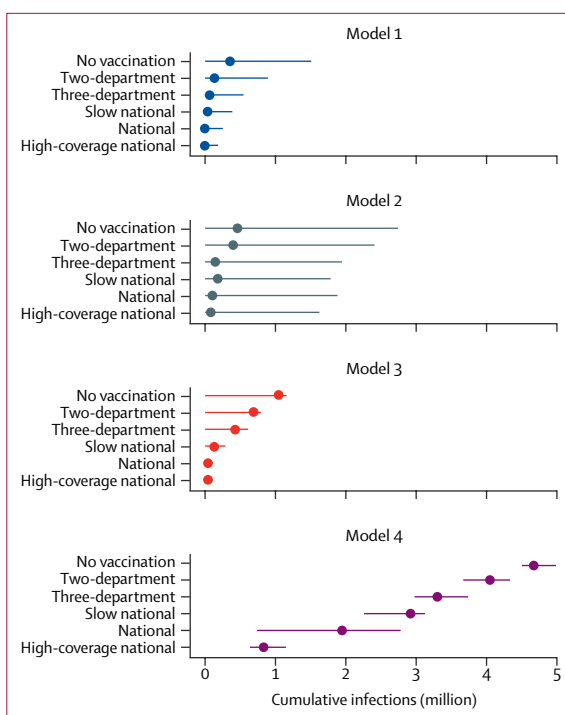 Model 1
No vaccination
Two-department
Three-department
Slow national
National
High-coverage national
Model 2
No vaccination
Two-department
Three-department
Slow national
National
High-coverage national
Model 3
No vaccination
Two-department
Three-department
Slow national
National
High-coverage national
Model 4
No vaccination
Two-department
Three-department
Slow national
National
High-coverage national
0 1 2 3 4 5
Cumulative infections (million)